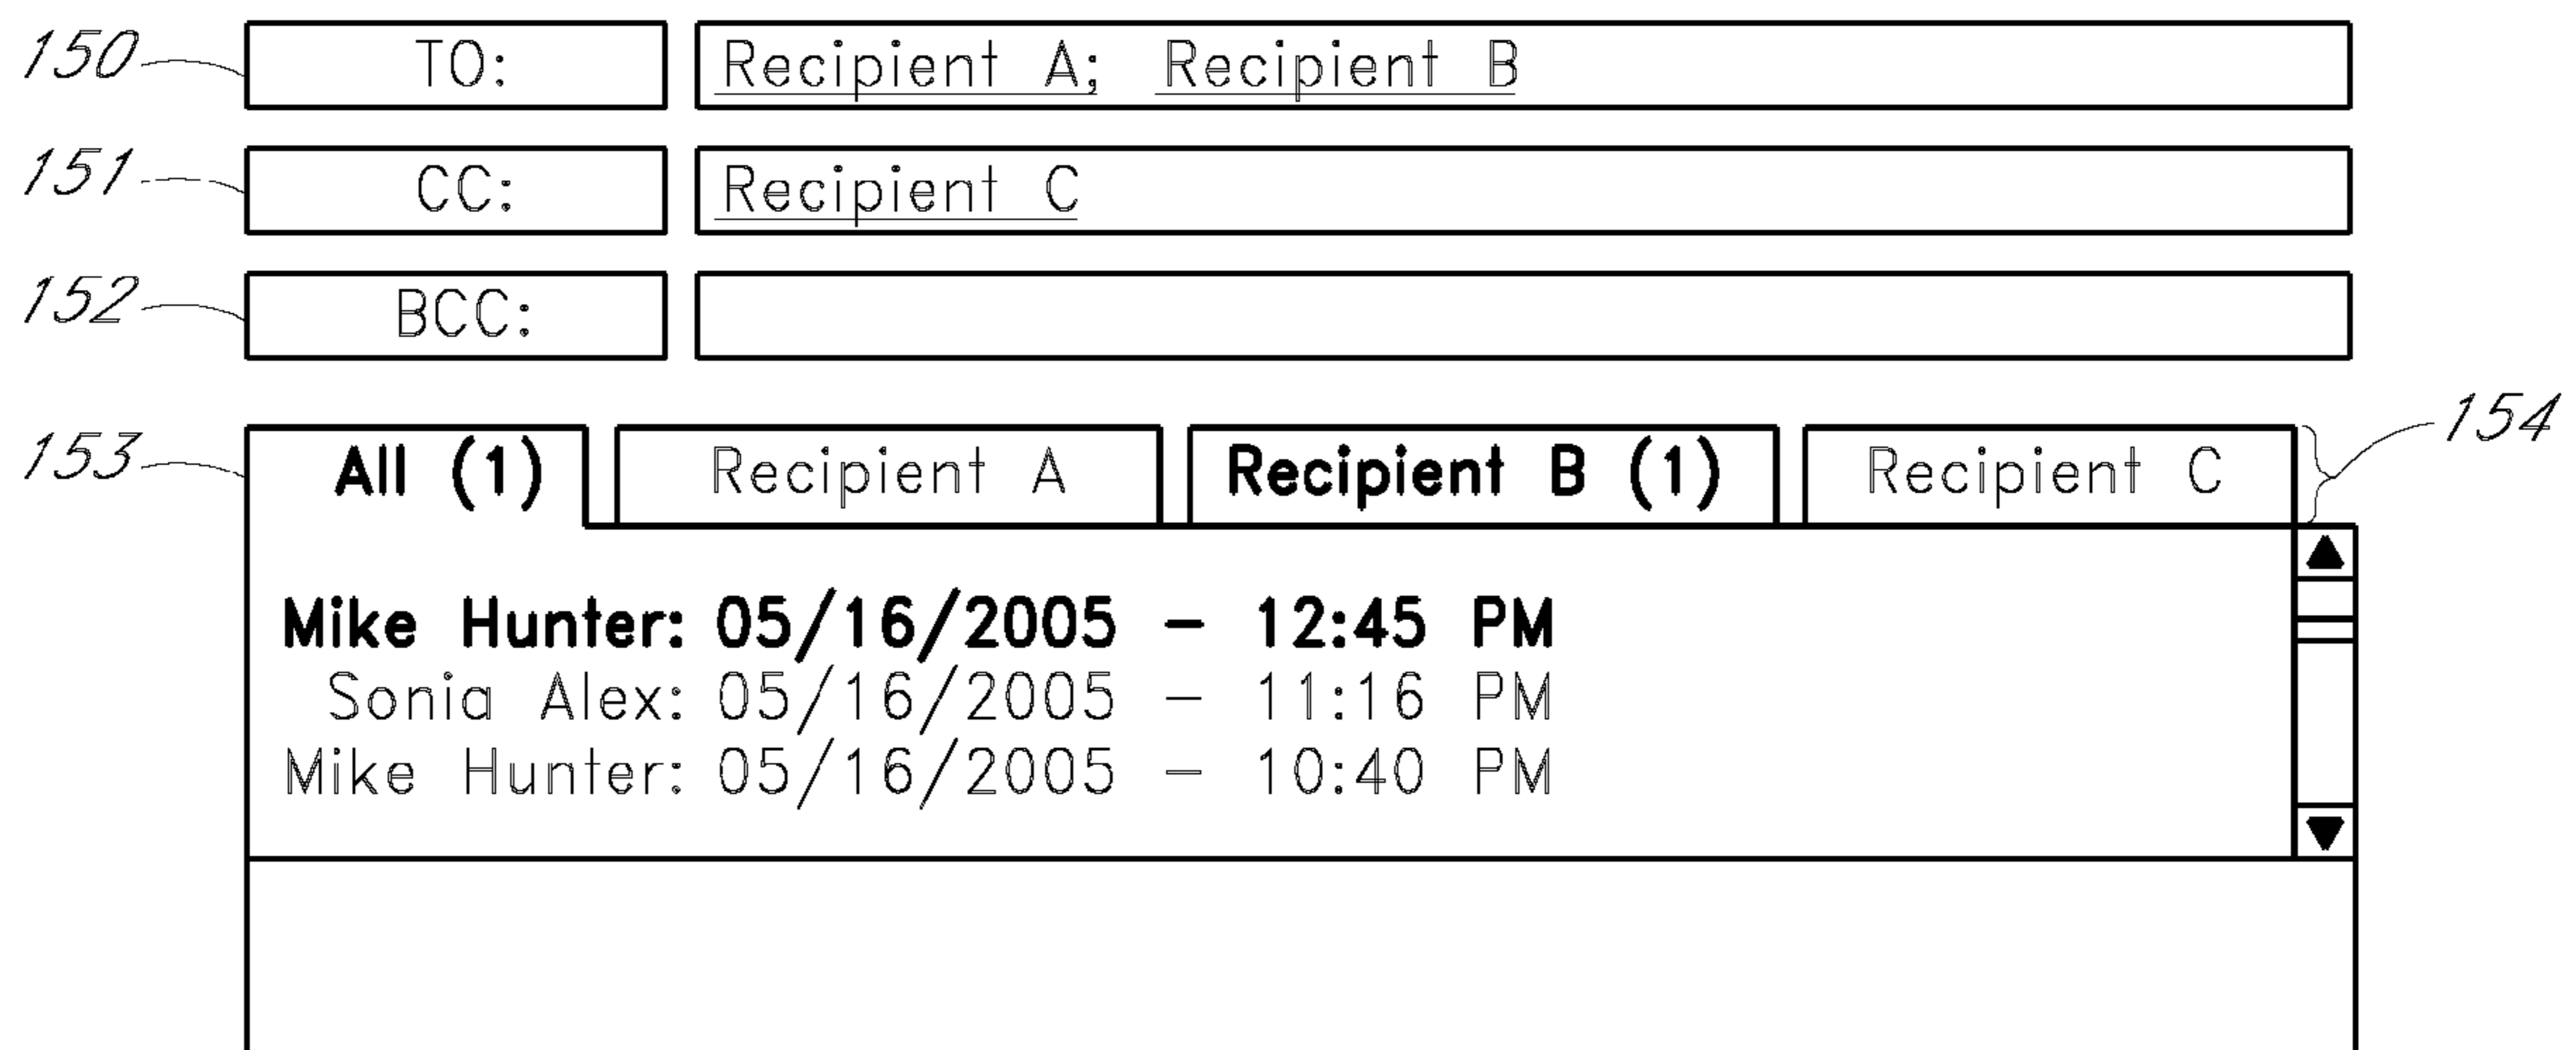 150 TO: Recipient A; Recipient B
151 CC: Recipient C
152 BCC:
153 All (1) Recipient A Recipient B (1) Recipient C 154
Mike Hunter: 05/16/2005 - 12:45 PM
Sonia Alex: 05/16/2005 - 11:16 PM
Mike Hunter: 05/16/2005 - 10:40 PM